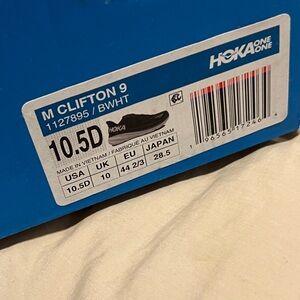 HOKA ONE ONE
M CLIFTON 9
1127895 / BWHT
10.5D
HOKA
MADE IN VIETNAM / FABRIQUÉ AU VIETNAM
USA UK EU JAPAN
10.5D 10 44 2/3 28.5